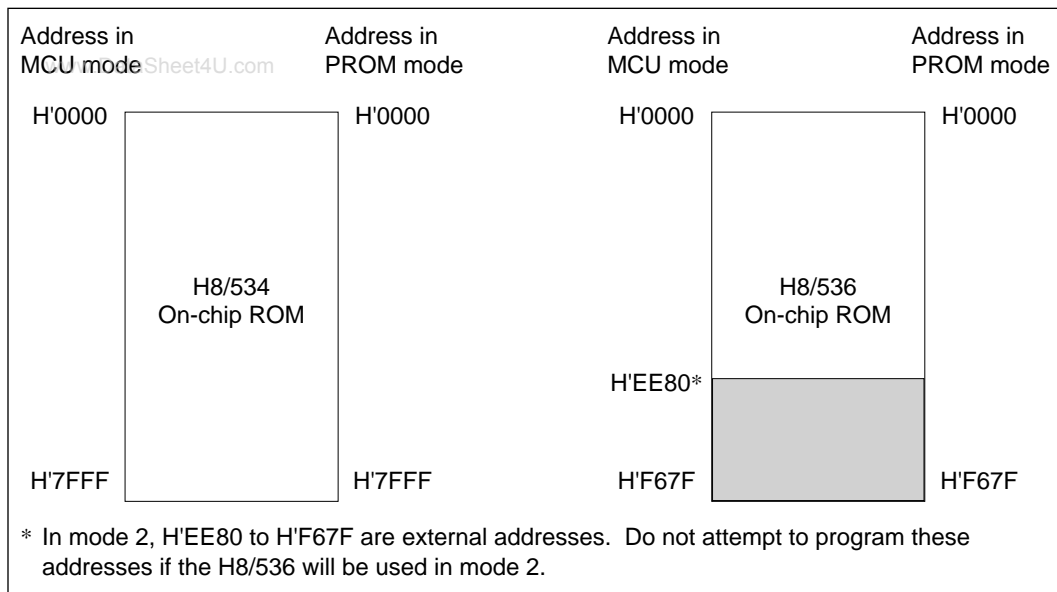 Address in MCU mode
Address in PROM mode
Address in MCU mode
Address in PROM mode
www.DataSheet4U.com
H'0000
H'0000
H'0000
H'0000
H8/534
On-chip ROM
H8/536
On-chip ROM
H'EE80*
H'7FFF
H'7FFF
H'F67F
H'F67F
* In mode 2, H'EE80 to H'F67F are external addresses.  Do not attempt to program these
addresses if the H8/536 will be used in mode 2.